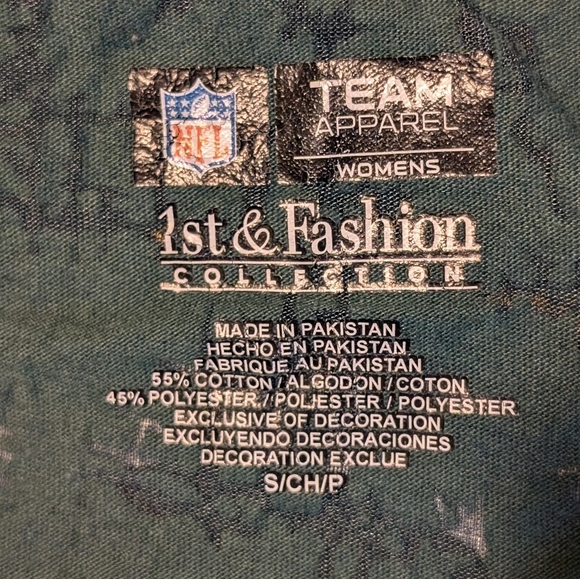 NFL
TEAM
APPAREL
WOMENS
1st & Fashion
COLLECTION
MADE IN PAKISTAN
HECHO EN PAKISTAN
FABRIQUE AU PAKISTAN
55% COTTON / ALGODON / COTON
45% POLYESTER / POLIESTER / POLYESTER
EXCLUSIVE OF DECORATION
EXCLUYENDO DECORACIONES
DECORATION EXCLUE
S/CH/P